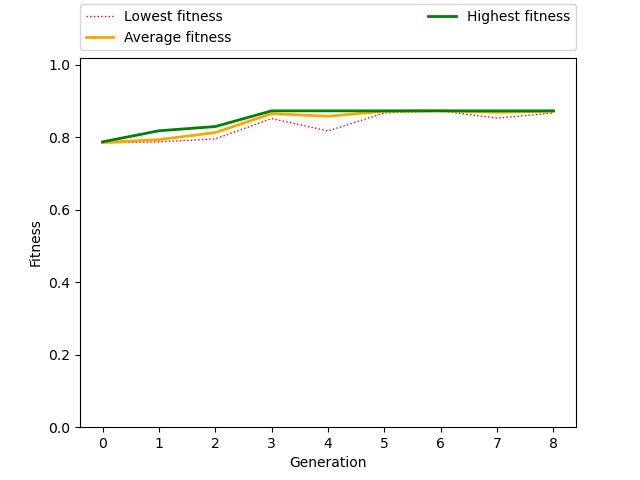 Lowest fitness
Average fitness
Highest fitness
1.0
0.8
0.6
0.4
0.2
0.0
Fitness
0 1 2 3 4 5 6 7 8
Generation